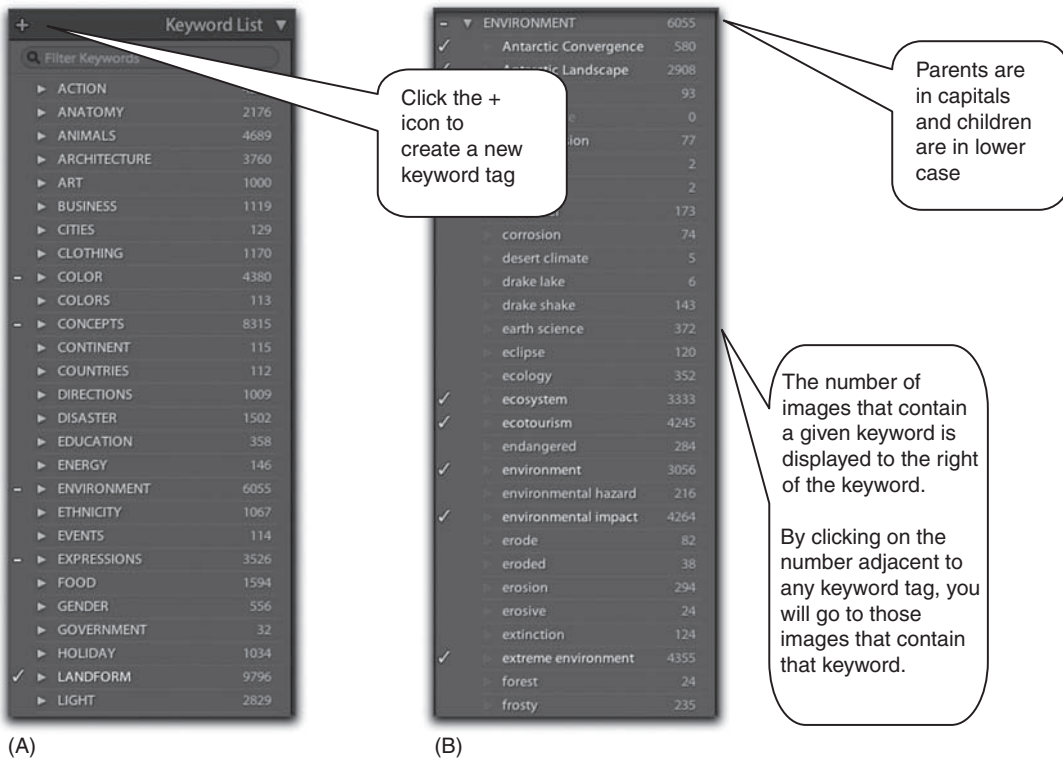 + Keyword List
Filter Keywords
ACTION
ANATOMY 2176
ANIMALS 4689
ARCHITECTURE 3760
ART 1000
BUSINESS 1119
CITIES 129
CLOTHING 1170
– COLOR 4380
COLORS 113
– CONCEPTS 8315
CONTINENT 115
COUNTRIES 112
DIRECTIONS 1009
DISASTER 1502
EDUCATION 358
ENERGY 146
– ENVIRONMENT 6055
ETHNICITY 1067
EVENTS 114
– EXPRESSIONS 3526
FOOD 1594
GENDER 556
GOVERNMENT 32
HOLIDAY 1034
✓ LANDFORM 9796
LIGHT 2829
(A)
Click the +
icon to
create a new
keyword tag
– ENVIRONMENT 6055
✓ Antarctic Convergence 580
✓ Antarctic Landscape 2908
93
0
77
2
2
173
corrosion 74
desert climate 5
drake lake 6
drake shake 143
earth science 372
eclipse 120
ecology 352
✓ ecosystem 3333
✓ ecotourism 4245
endangered 284
✓ environment 3056
environmental hazard 216
✓ environmental impact 4264
erode 82
eroded 38
erosion 294
erosive 24
extinction 124
✓ extreme environment 4355
forest 24
frosty 235
(B)
Parents are
in capitals
and children
are in lower
case
The number of
images that contain
a given keyword is
displayed to the right
of the keyword.
By clicking on the
number adjacent to
any keyword tag, you
will go to those
images that contain
that keyword.